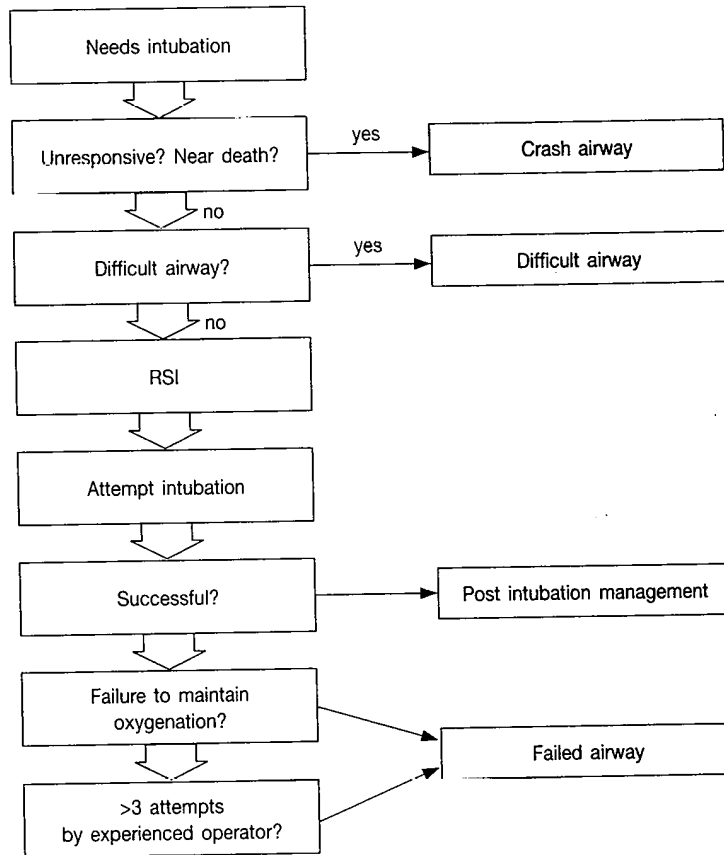 Needs intubation
Unresponsive? Near death?
yes
Crash airway
no
Difficult airway?
yes
Difficult airway
no
RSI
Attempt intubation
Successful?
Post intubation management
Failure to maintain
oxygenation?
Failed airway
>3 attempts
by experienced operator?